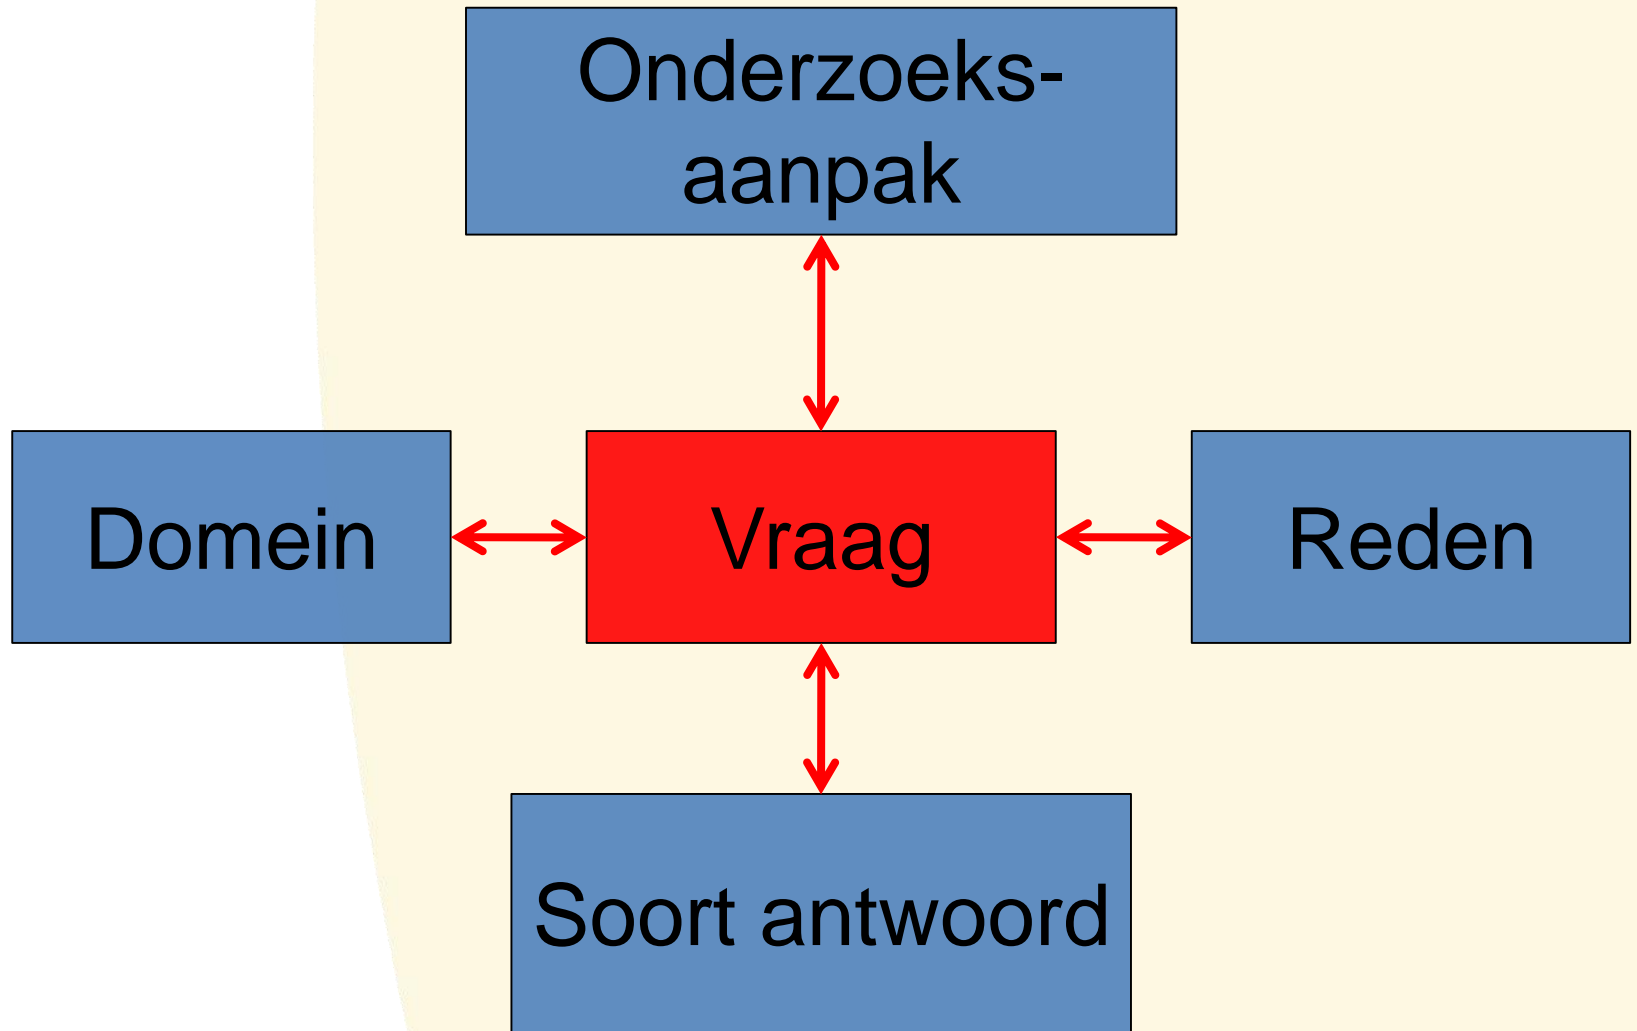 Onderzoeks-
aanpak
Domein
Vraag
Reden
Soort antwoord